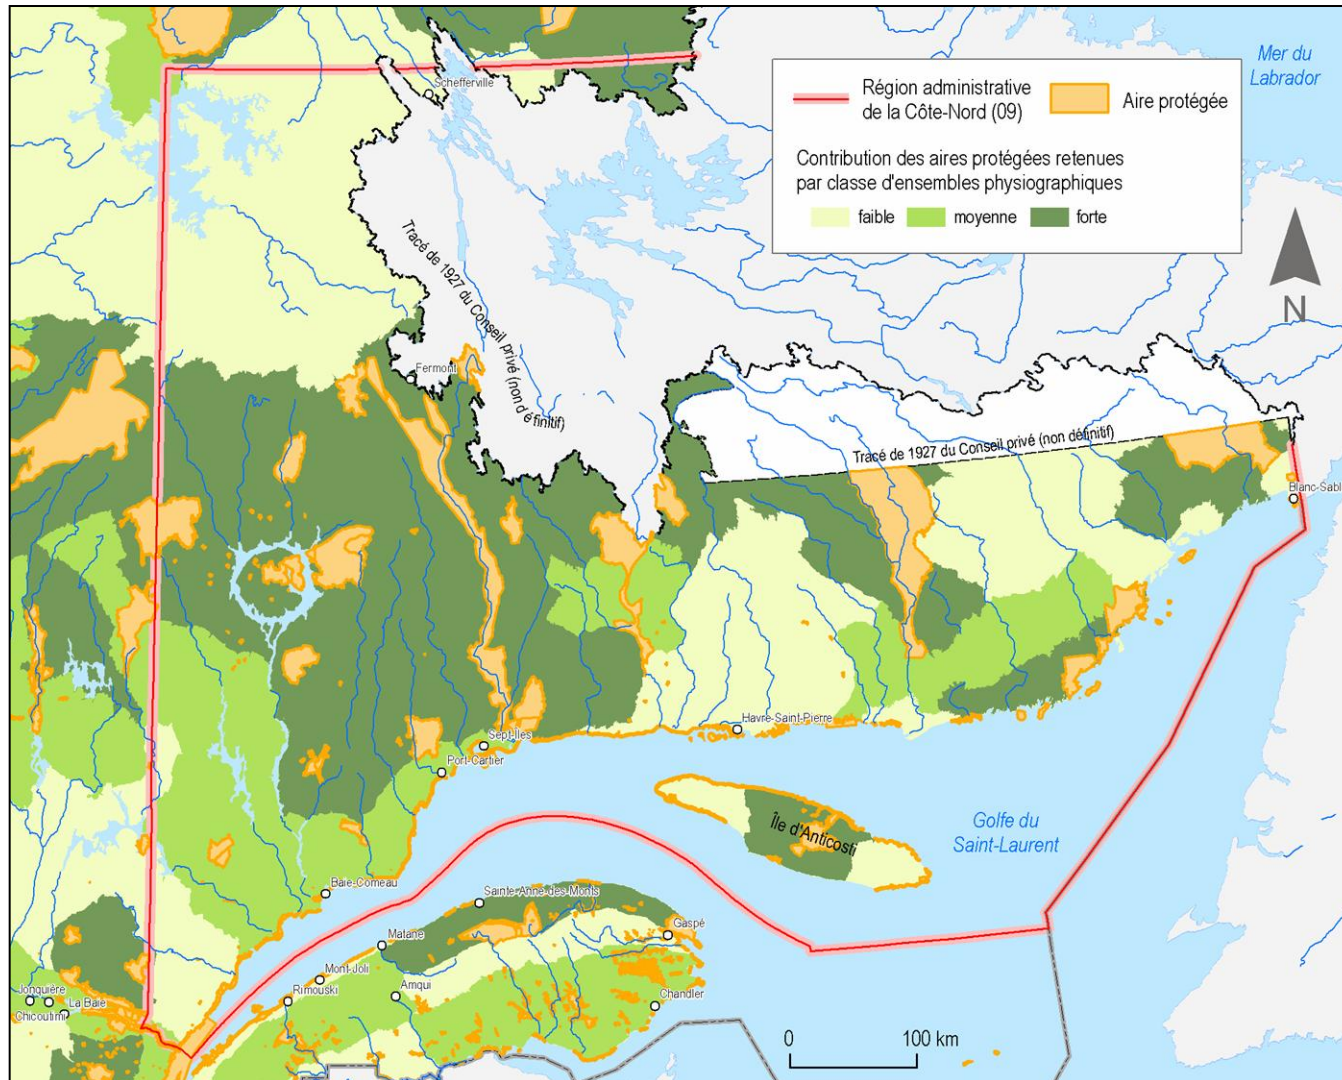 Mer du
Labrador
Région administrative
de la Côte-Nord (09)
Aire protégée
Contribution des aires protégées retenues
par classe d'ensembles physiographiques
faible
moyenne
forte
N
Schefferville
Tracé de 1927 du Conseil privé (non définitif)
Fermont
Tracé de 1927 du Conseil privé (non définitif)
Blanc-Sabl
Havre-Saint-Pierre
Sept-Îles
Port-Cartier
Île d'Anticosti
Golfe du
Saint-Laurent
Baie-Comeau
Sainte-Anne-des-Monts
Gaspé
Matane
Mont-Joli
Rimouski
Amqui
Chandler
Jonquière
La Baie
Chicoutimi
0
100 km